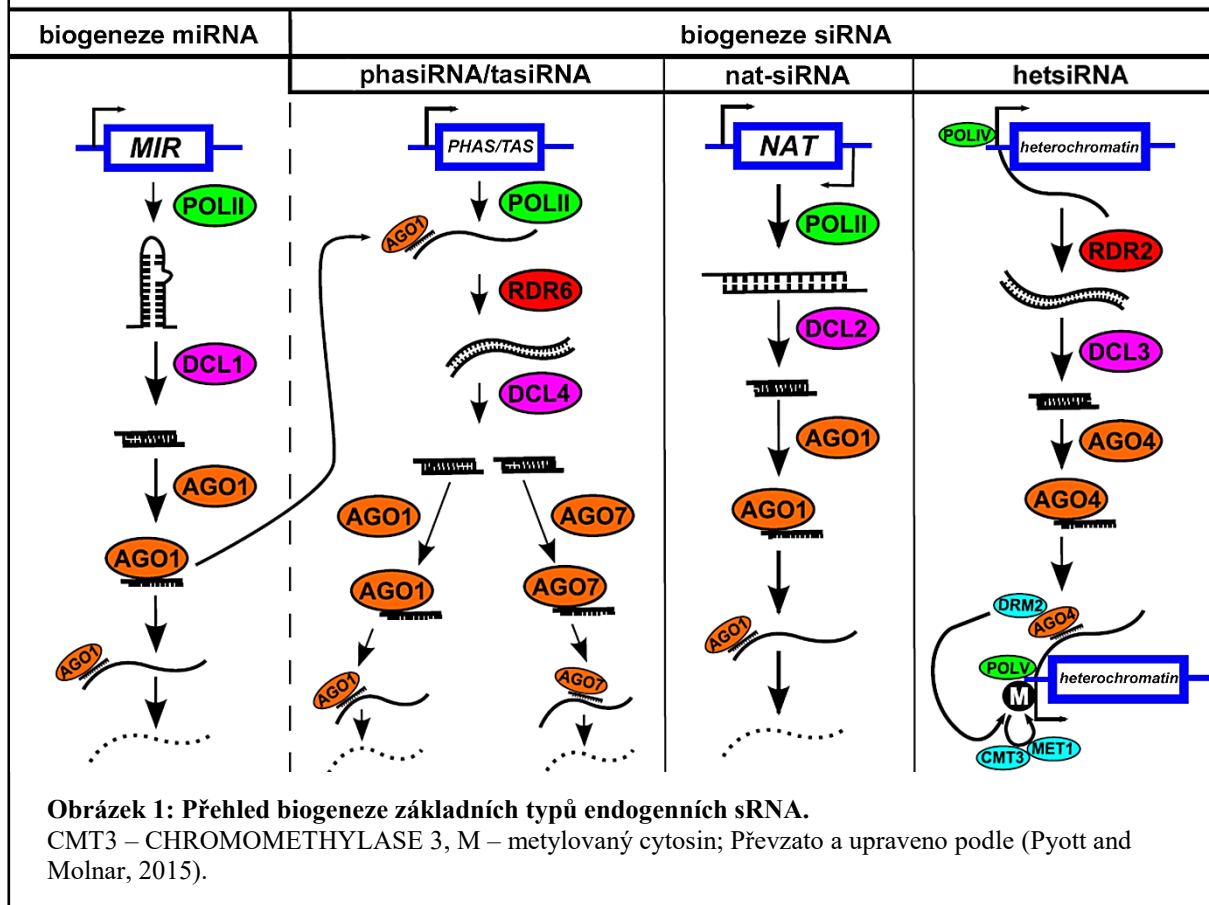 biogeneze miRNA
biogeneze siRNA
phasiRNA/tasiRNA
nat-siRNA
hetsiRNA
MIR
POLII
DCL1
AGO1
AGO1
AGO1
PHAS/TAS
POLII
AGO1
RDR6
DCL4
AGO1
AGO7
AGO1
AGO7
AGO1
AGO7
NAT
POLII
DCL2
AGO1
AGO1
AGO1
POLIV
heterochromatin
RDR2
DCL3
AGO4
AGO4
DRM2
AGO4
POLV
heterochromatin
M
CMT3
MET1
Obrázek 1: Přehled biogeneze základních typů endogenních sRNA.
CMT3 – CHROMOMETHYLASE 3, M – metylovaný cytosin; Převzato a upraveno podle (Pyott and
Molnar, 2015).